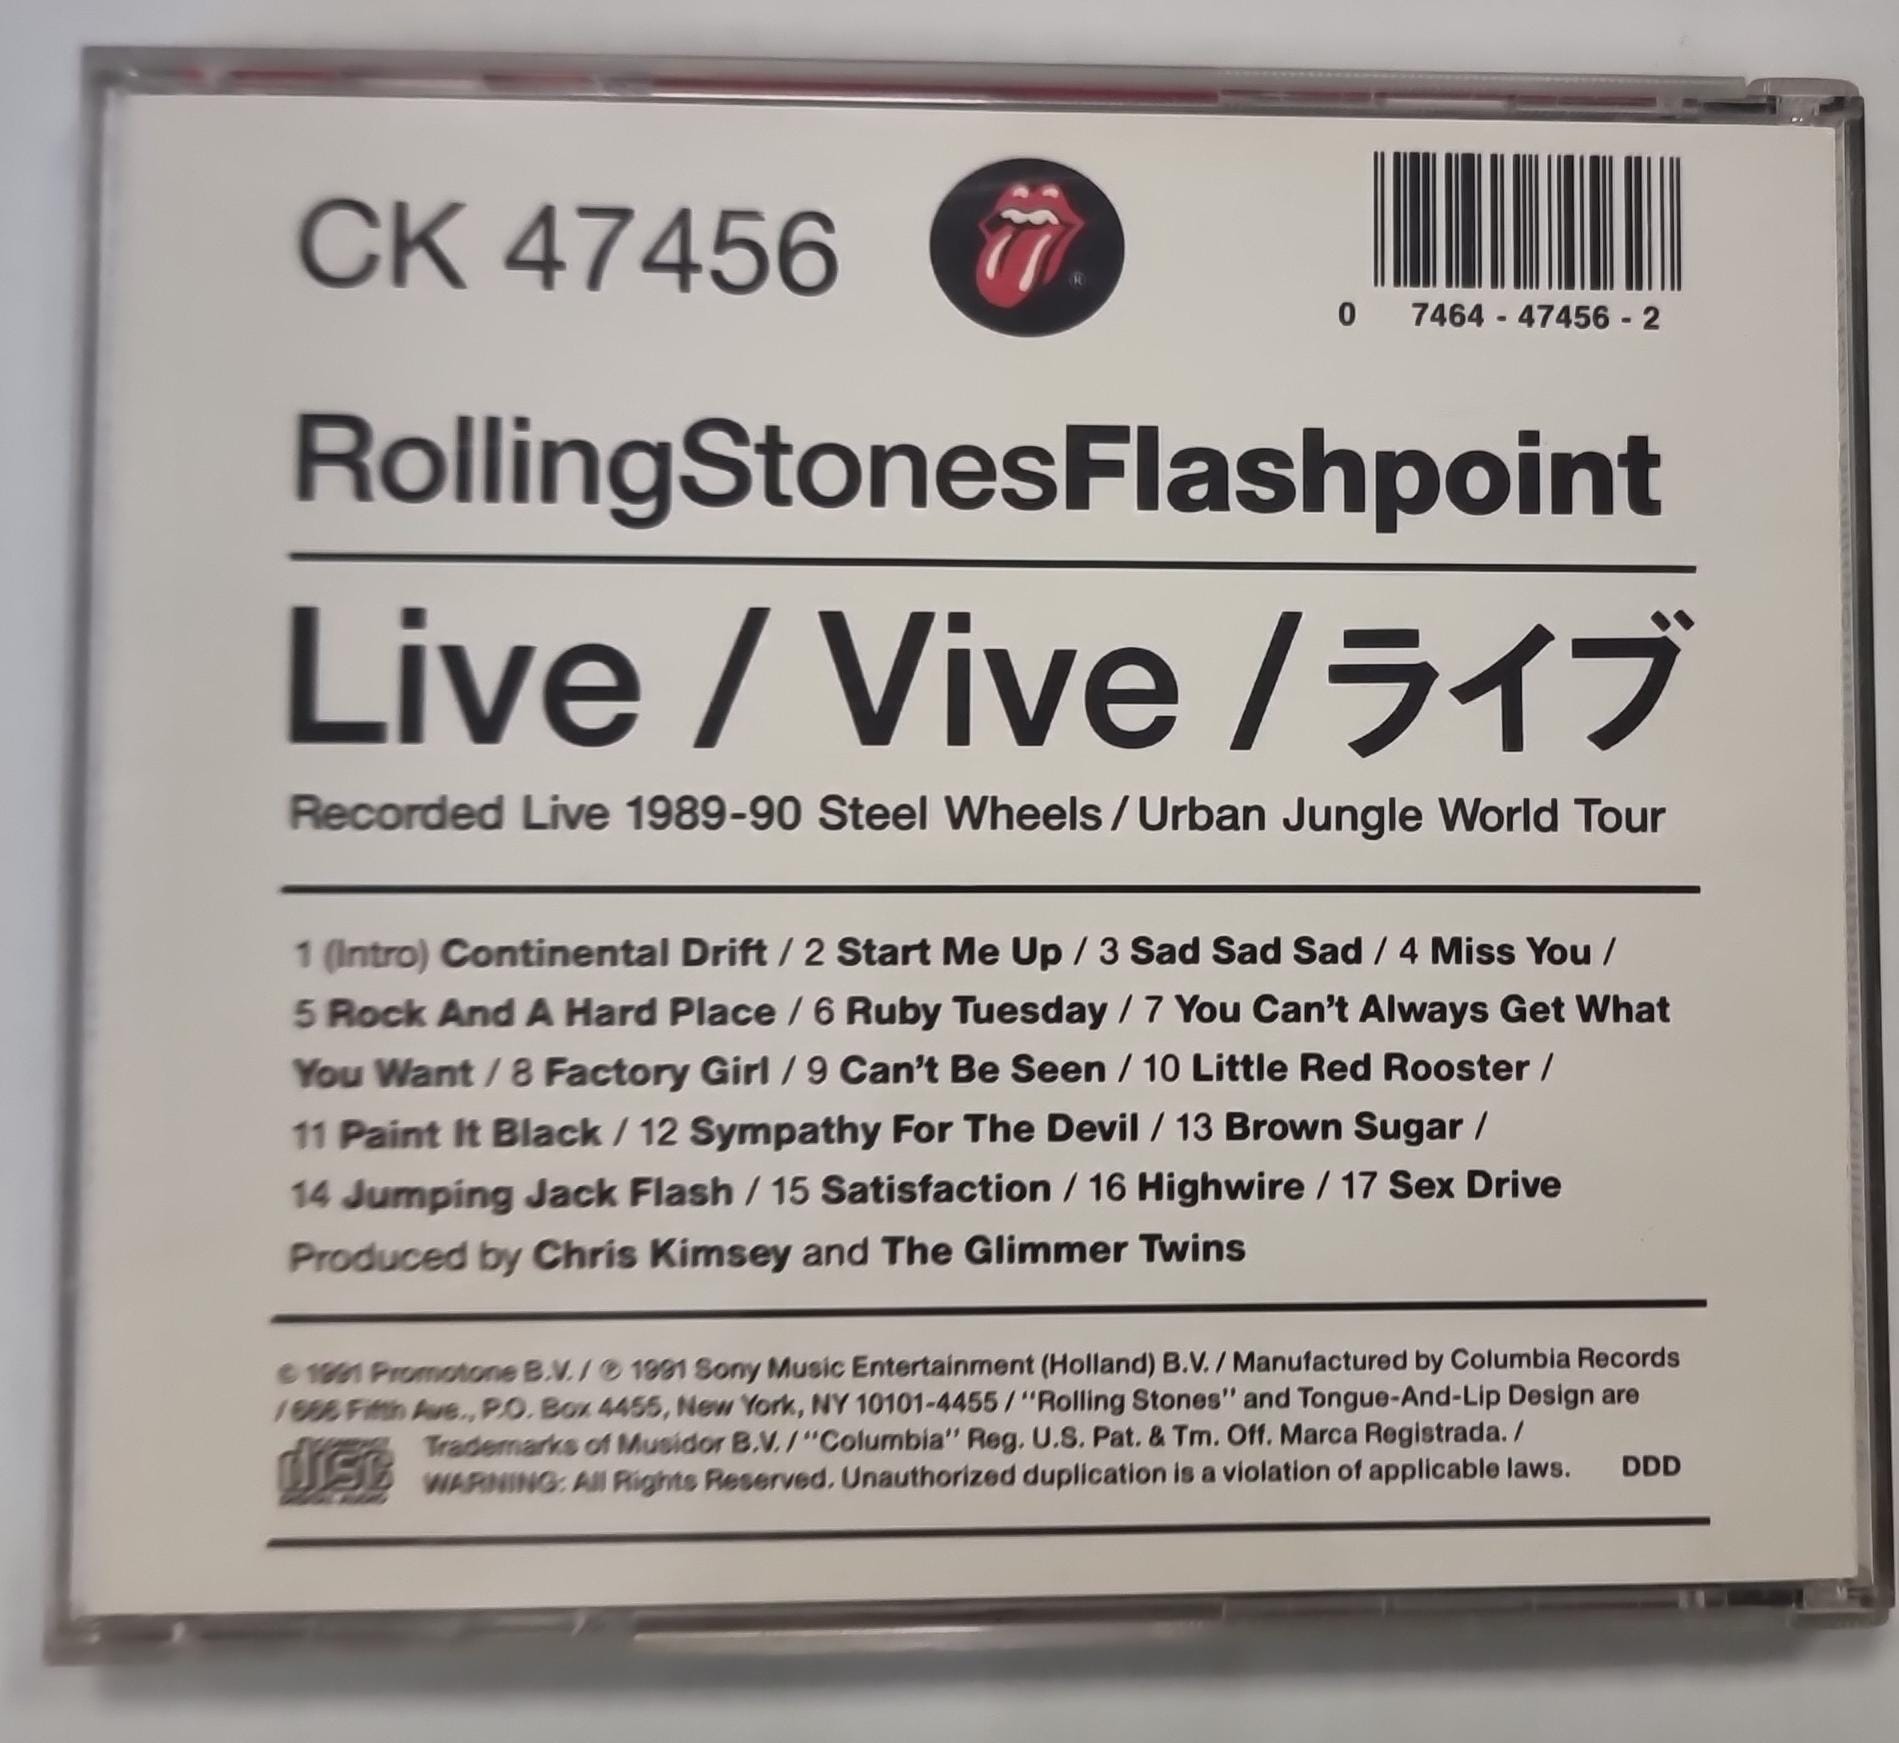 CK 47456
®
0 7464 - 47456 - 2
RollingStonesFlashpoint
Live / Vive / ライブ
Recorded Live 1989-90 Steel Wheels / Urban Jungle World Tour
1 (Intro) Continental Drift / 2 Start Me Up / 3 Sad Sad Sad / 4 Miss You /
5 Rock And A Hard Place / 6 Ruby Tuesday / 7 You Can't Always Get What
You Want / 8 Factory Girl / 9 Can't Be Seen / 10 Little Red Rooster /
11 Paint It Black / 12 Sympathy For The Devil / 13 Brown Sugar /
14 Jumping Jack Flash / 15 Satisfaction / 16 Highwire / 17 Sex Drive
Produced by Chris Kimsey and The Glimmer Twins
© 1991 Promotone B.V. / ℗ 1991 Sony Music Entertainment (Holland) B.V. / Manufactured by Columbia Records
/ 666 Fifth Ave., P.O. Box 4455, New York, NY 10101-4455 / "Rolling Stones" and Tongue-And-Lip Design are
Trademarks of Musidor B.V. / "Columbia" Reg. U.S. Pat. & Tm. Off. Marca Registrada. /
WARNING: All Rights Reserved. Unauthorized duplication is a violation of applicable laws. DDD
disc